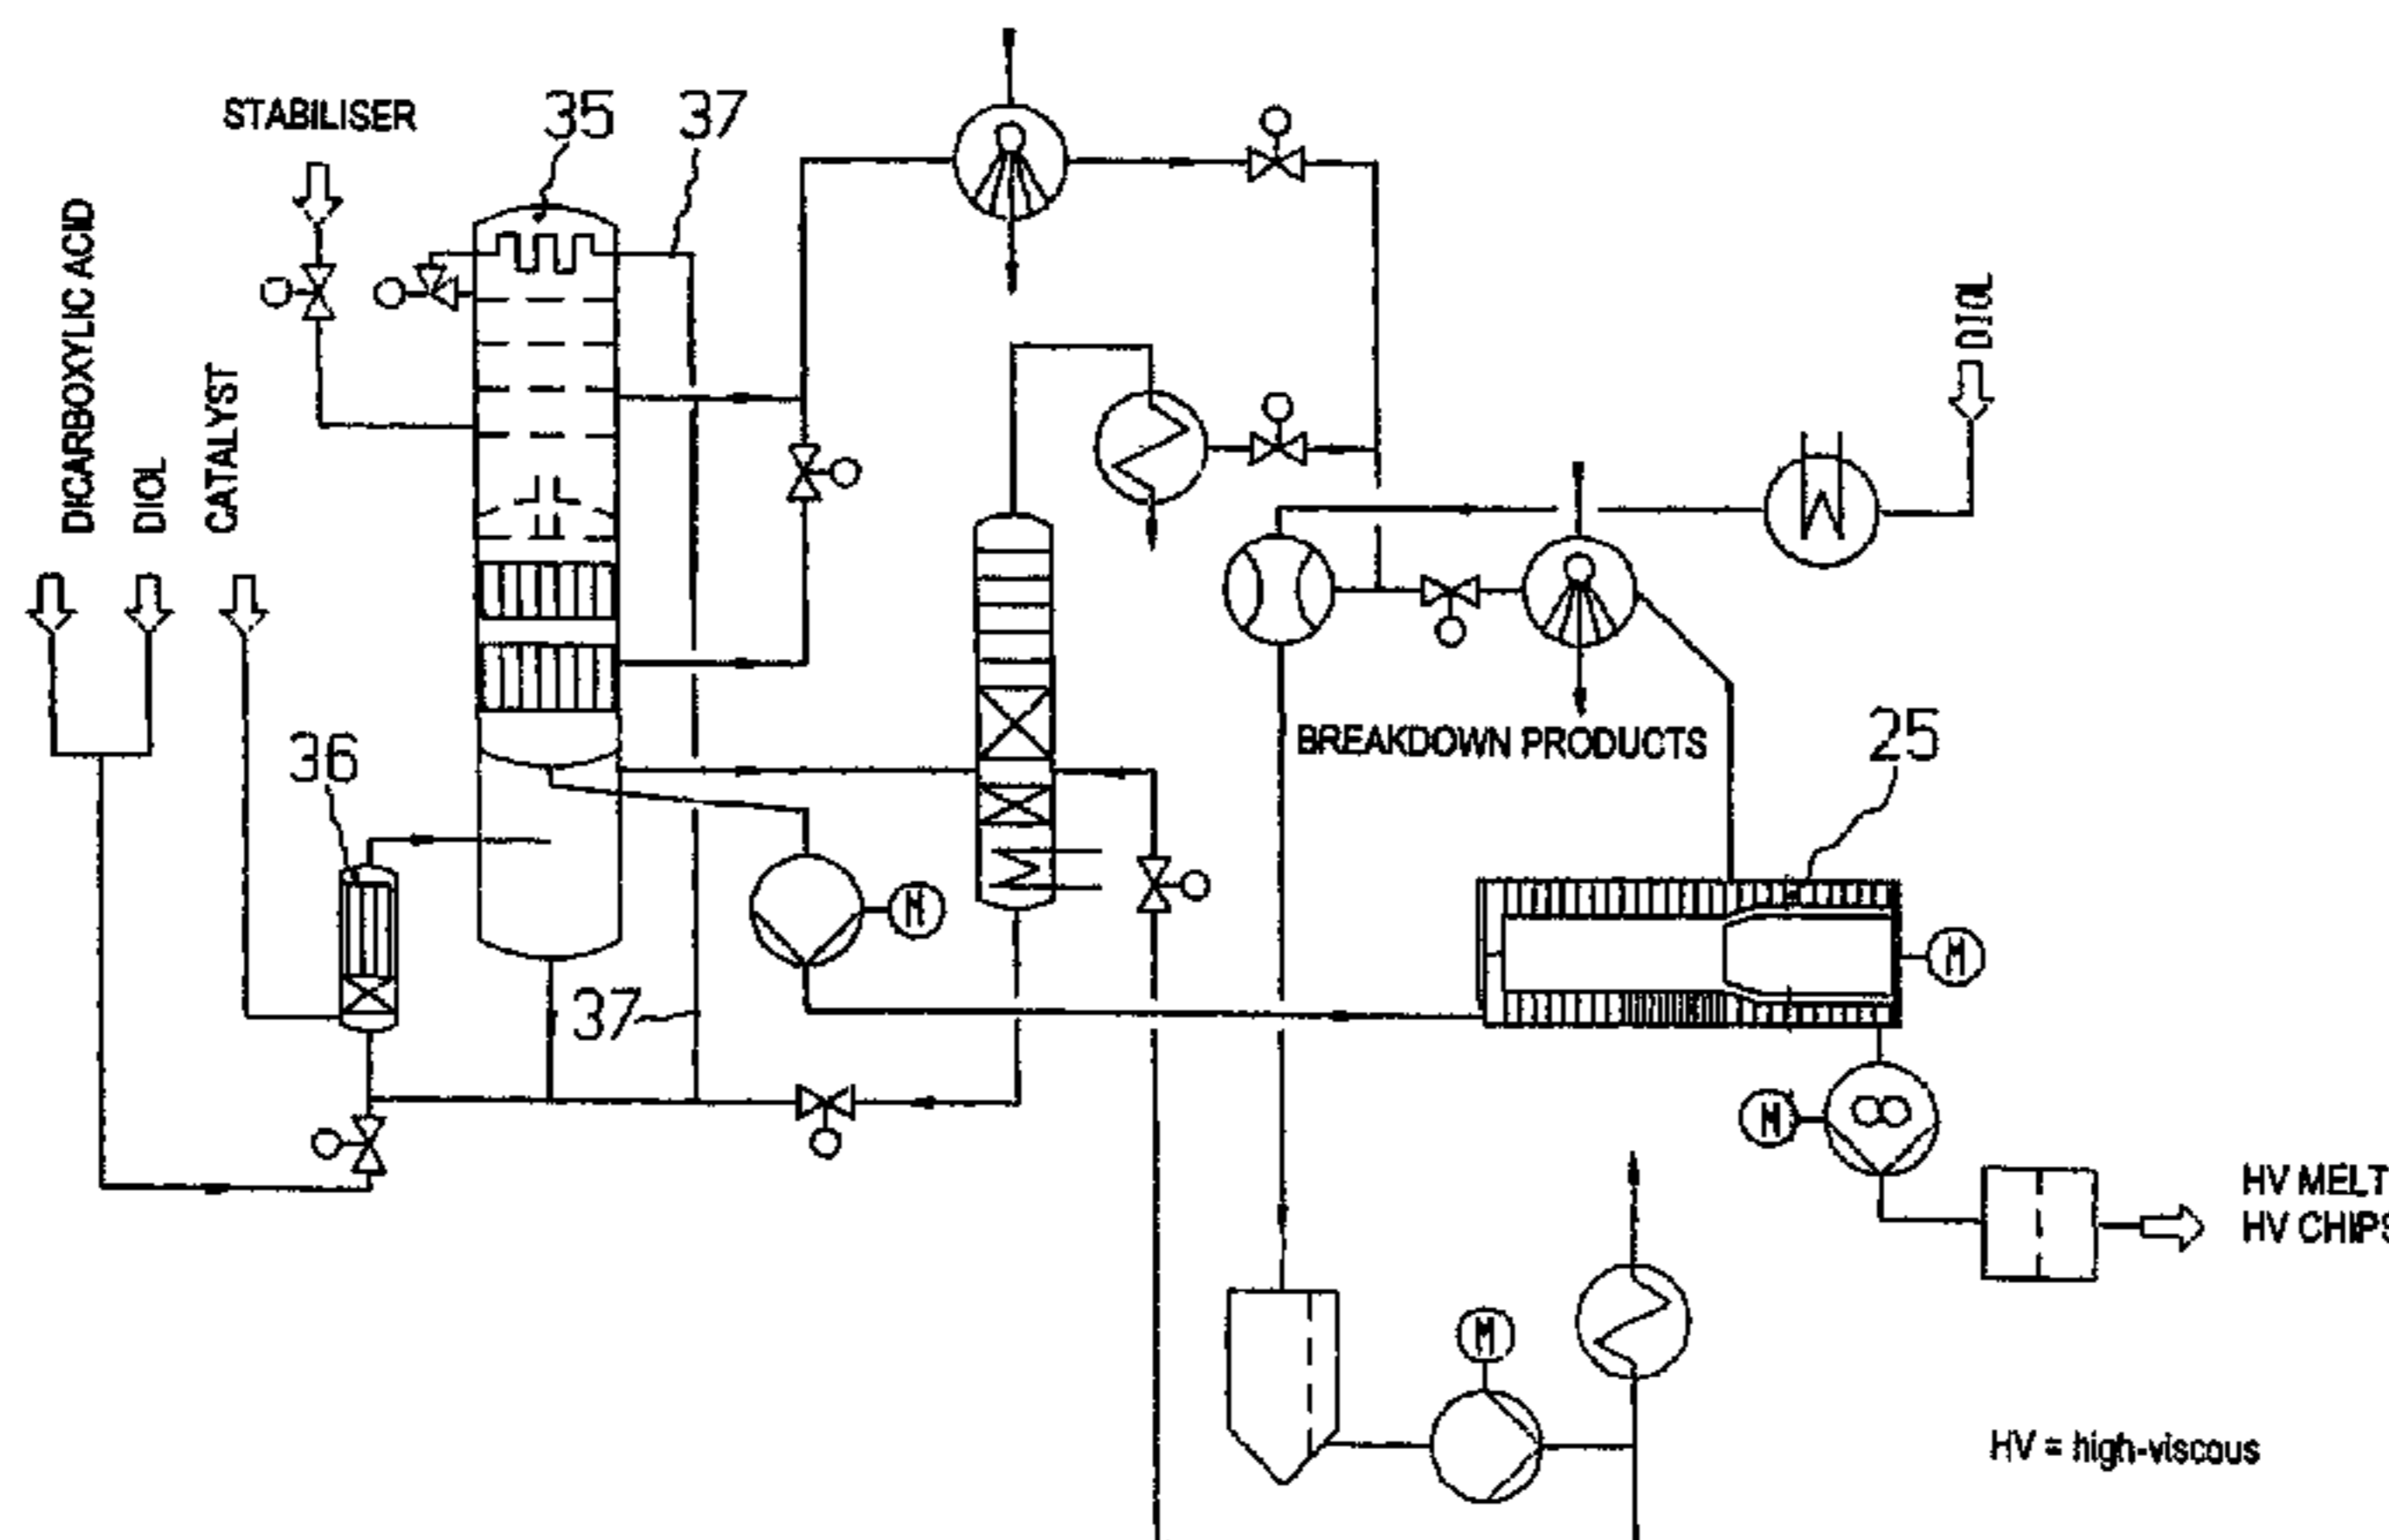 STABILISER
35
37
DICARBOXYLIC ACID
DIOL
CATALYST
DIOL
36
BREAKDOWN PRODUCTS
25
M
M
37
M
HV MELT
HV CHIPS
M
HV = high-viscous